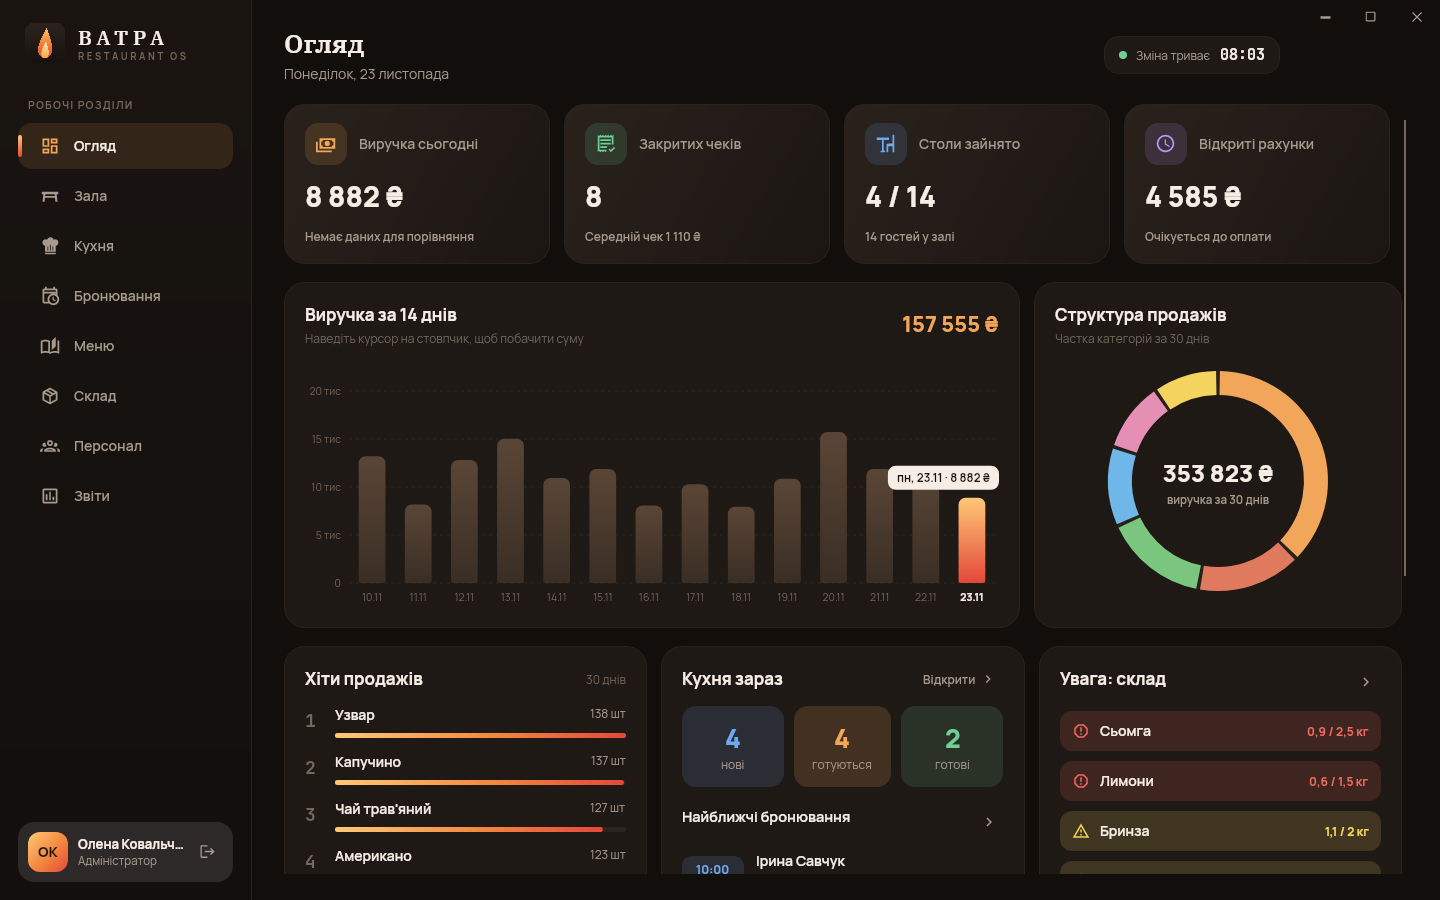 ВАТРА
RESTAURANT OS
РОБОЧІ РОЗДІЛИ
Огляд
Зала
Кухня
Бронювання
Меню
Склад
Персонал
Звіти
ОК
Олена Ковальч...
Адміністратор
Огляд
Понеділок, 23 листопада
Зміна триває 08:03
Виручка сьогодні
8 882 ₴
Немає даних для порівняння
Закритих чеків
8
Середній чек 1 110 ₴
Столи зайнято
4 / 14
14 гостей у залі
Відкриті рахунки
4 585 ₴
Очікується до оплати
Виручка за 14 днів
Наведіть курсор на стовпчик, щоб побачити суму
157 555 ₴
20 тис
15 тис
10 тис
5 тис
0
пн, 23.11 · 8 882 ₴
10.11 11.11 12.11 13.11 14.11 15.11 16.11 17.11 18.11 19.11 20.11 21.11 22.11 23.11
Структура продажів
Частка категорій за 30 днів
353 823 ₴
виручка за 30 днів
Хіти продажів 30 днів
1 Узвар 138 шт
2 Капучино 137 шт
3 Чай трав'яний 127 шт
4 Американо 123 шт
Кухня зараз Відкрити
4 4 2
нові готуються готові
Найближчі бронювання
10:00 Ірина Савчук
Увага: склад
Сьомга 0,9 / 2,5 кг
Лимони 0,6 / 1,5 кг
Бринза 1,1 / 2 кг